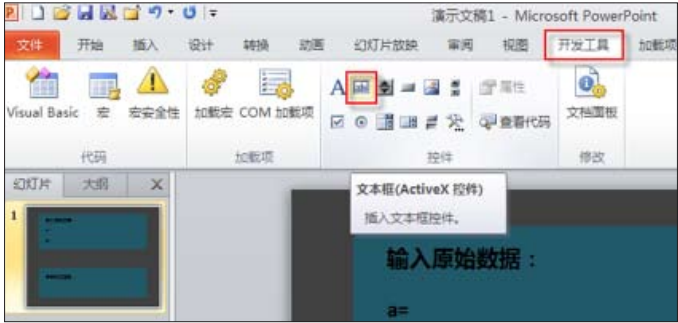 演示文稿1 - Microsoft PowerPoint
文件 开始 插入 设计 转换 动画 幻灯片放映 审阅 视图 开发工具 加载项
A 属性
Visual Basic 宏 宏安全性 加载宏 COM 加载项 查看代码 文档面板
代码 加载项 控件 修改
幻灯片 大纲
文本框(ActiveX 控件)
插入文本框控件。
1
输入原始数据：
a=